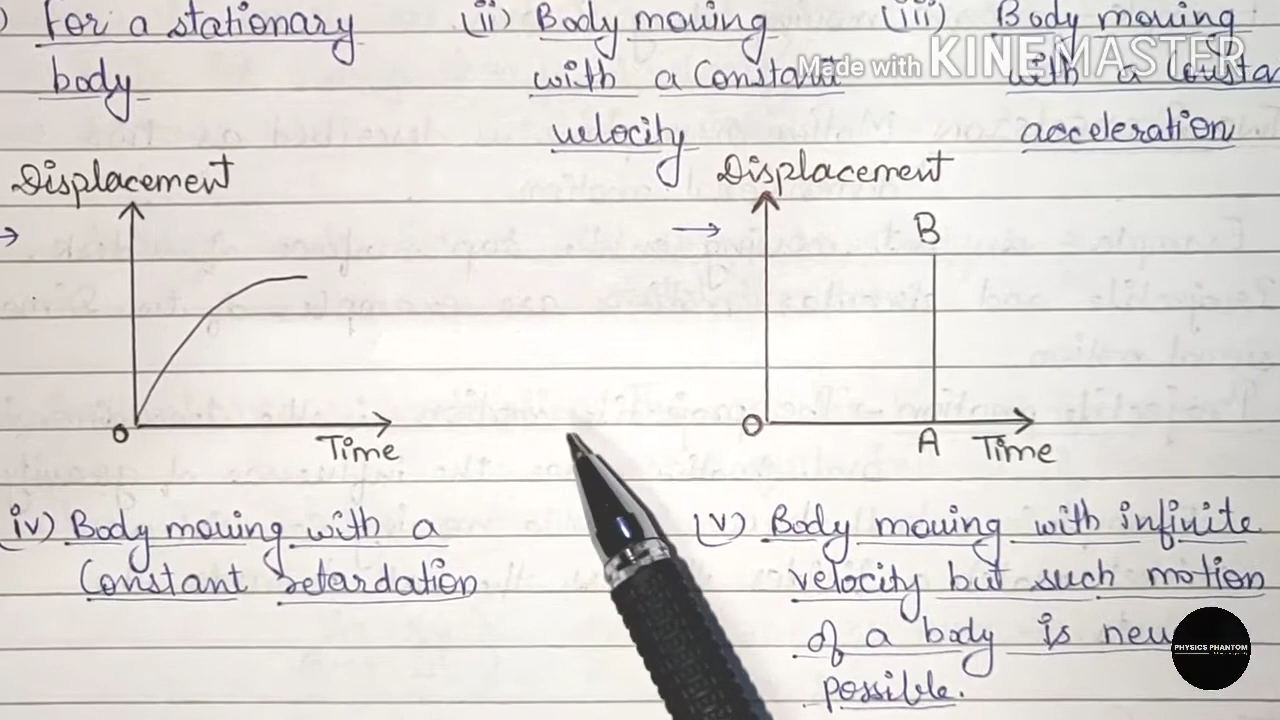 For a stationary
body
(ii) Body moving
with a Constant
velocity
(iii) Body moving
with a
acceleration
Made with KINEMASTER
Displacement
O
Time
(iv) Body moving with a
Constant retardation
→ Displacement
B
O
A
Time
(v) Body moving with infinite
velocity but such motion
of a body is
possible.
PHYSICS PHANTOM